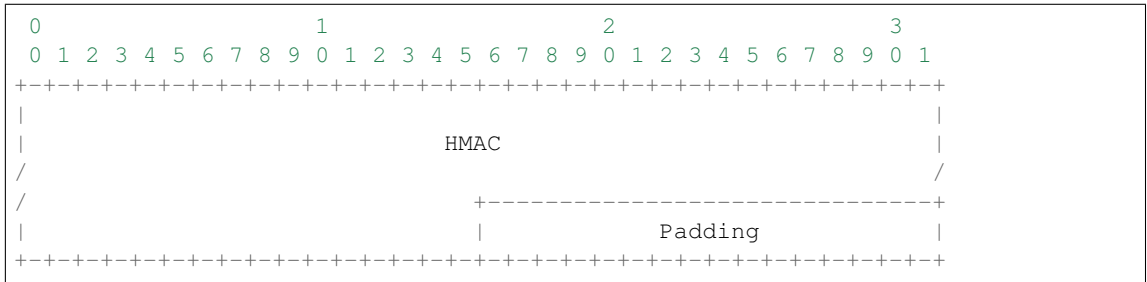 0                   1                   2                   3
 0 1 2 3 4 5 6 7 8 9 0 1 2 3 4 5 6 7 8 9 0 1 2 3 4 5 6 7 8 9 0 1
+-+-+-+-+-+-+-+-+-+-+-+-+-+-+-+-+-+-+-+-+-+-+-+-+-+-+-+-+-+-+-+-+
|                                                               |
|                             HMAC                              |
/                                                               /
/                               +-------------------------------+
|                               |            Padding            |
+-+-+-+-+-+-+-+-+-+-+-+-+-+-+-+-+-+-+-+-+-+-+-+-+-+-+-+-+-+-+-+-+